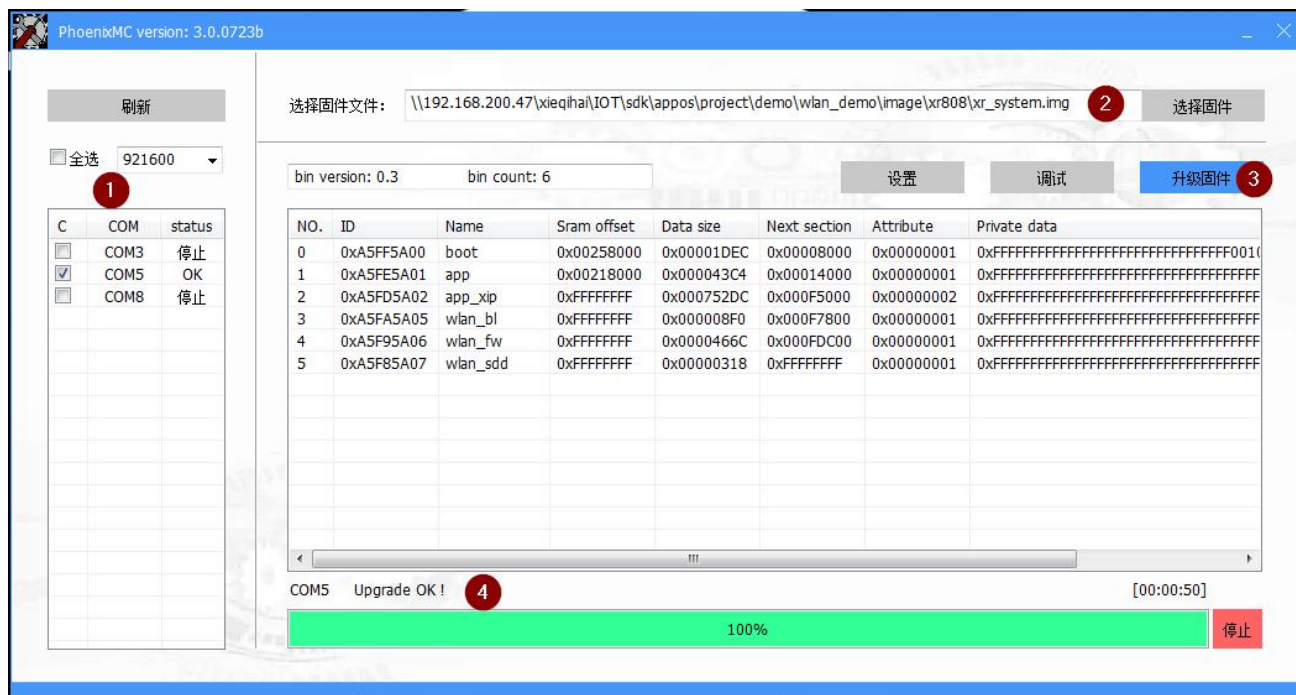 PhoenixMC version: 3.0.0723b
刷新
选择固件文件： \\192.168.200.47\xieqihai\IOT\sdk\appos\project\demo\wlan_demo\image\xr808\xr_system.img 2 选择固件
全选 921600
1
bin version: 0.3 bin count: 6 设置 调试 升级固件 3
C COM status
COM3 停止
COM5 OK
COM8 停止
NO. ID Name Sram offset Data size Next section Attribute Private data
0 0xA5FF5A00 boot 0x00258000 0x00001DEC 0x00008000 0x00000001
1 0xA5FE5A01 app 0x00218000 0x000043C4 0x00014000 0x00000001
2 0xA5FD5A02 app_xip 0xFFFFFFFF 0x000752DC 0x000F5000 0x00000002
3 0xA5FA5A05 wlan_bl 0xFFFFFFFF 0x000008F0 0x000F7800 0x00000001
4 0xA5F95A06 wlan_fw 0xFFFFFFFF 0x0000466C 0x000FDC00 0x00000001
5 0xA5F85A07 wlan_sdd 0xFFFFFFFF 0x00000318 0xFFFFFFFF 0x00000001
COM5 Upgrade OK ! 4 [00:00:50]
100% 停止